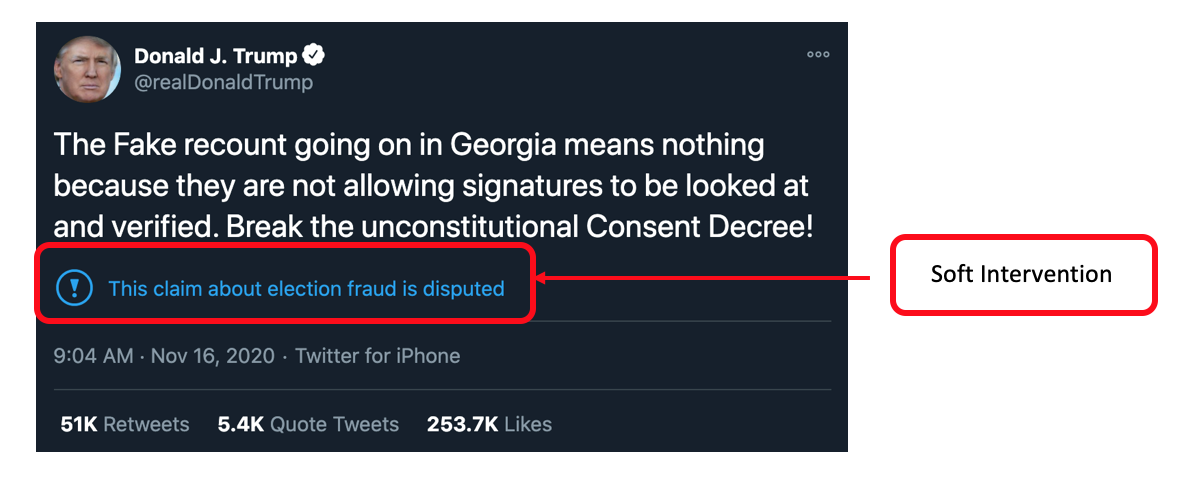 Donald J. Trump
@realDonaldTrump
The Fake recount going on in Georgia means nothing
because they are not allowing signatures to be looked at
and verified. Break the unconstitutional Consent Decree!
This claim about election fraud is disputed
Soft Intervention
9:04 AM · Nov 16, 2020 · Twitter for iPhone
51K Retweets 5.4K Quote Tweets 253.7K Likes